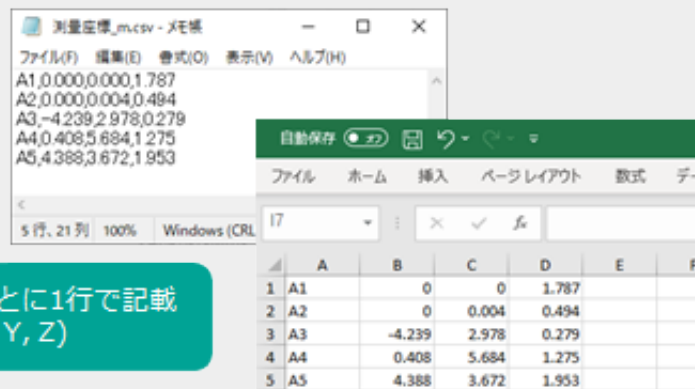 測量座標_m.csv - メモ帳
ファイル(F) 編集(E) 書式(O) 表示(V) ヘルプ(H)
A1,0.000,0.000,1.787
A2,0.000,0.004,0.494
A3,-4.239,2.978,0.279
A4,0.408,5.684,1.275
A5,4.388,3.672,1.953
5 行、21 列 100% Windows (CRL
自動保存 オフ
ファイル ホーム 挿入 ページ レイアウト 数式 デー
I7 fx
A B C D E F
1 A1 0 0 1.787
2 A2 0 0.004 0.494
3 A3 -4.239 2.978 0.279
4 A4 0.408 5.684 1.275
5 A5 4.388 3.672 1.953
とに1行で記載
Y, Z)